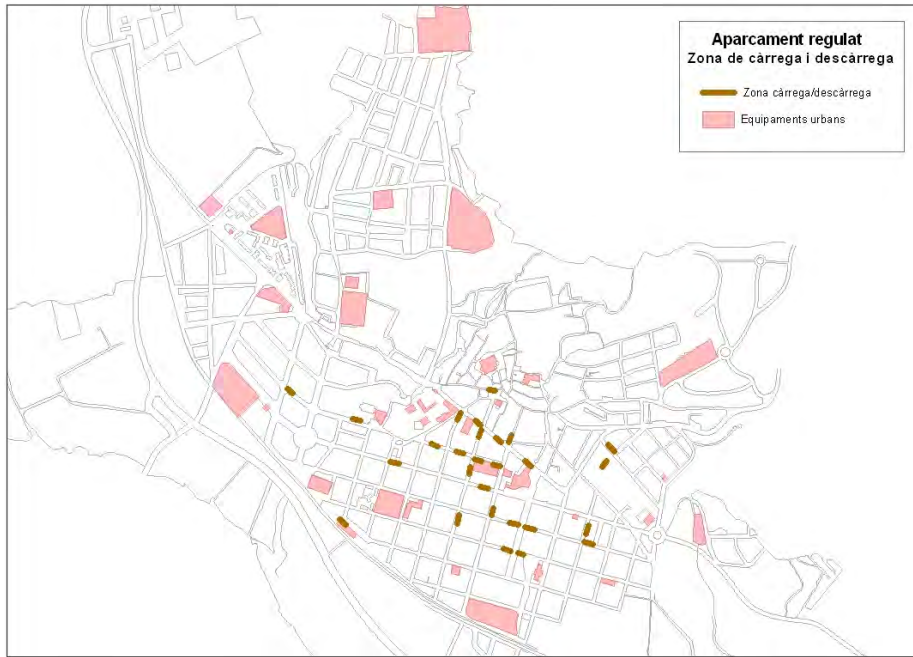 Aparcament regulat
Zona de càrrega i descàrrega
Zona càrrega/descàrrega
Equipaments urbans